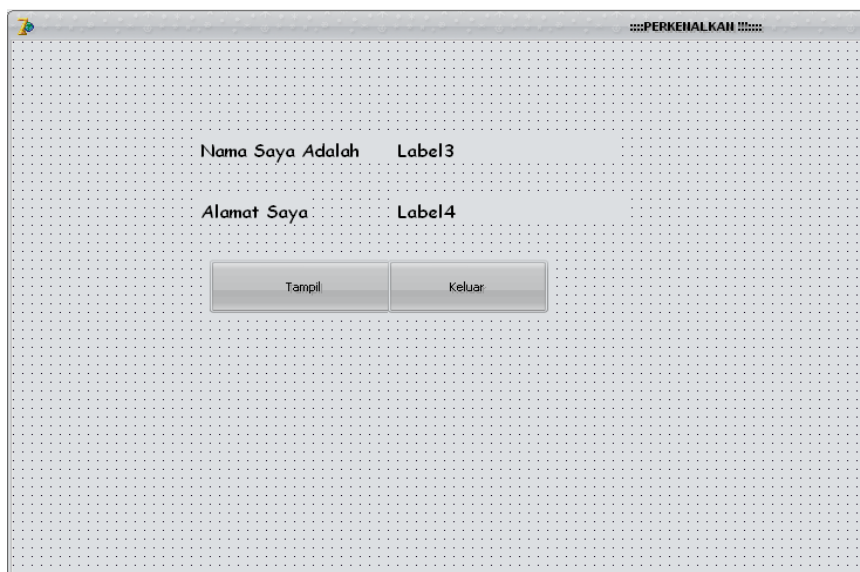 ::::PERKENALKAN !!!::::
Nama Saya Adalah Label3
Alamat Saya Label4
Tampil Keluar